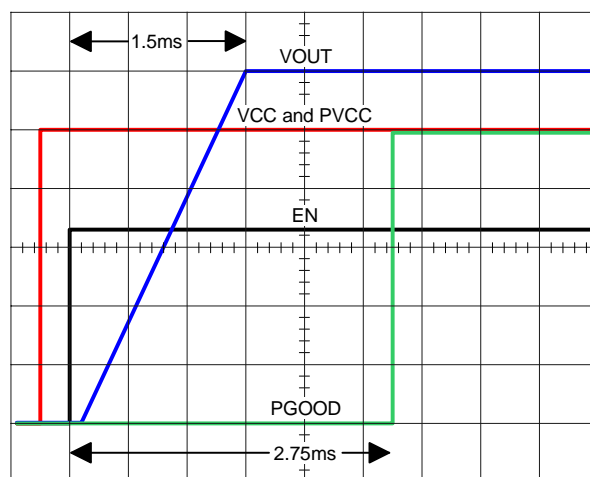 1.5ms
VOUT
VCC and PVCC
EN
PGOOD
2.75ms